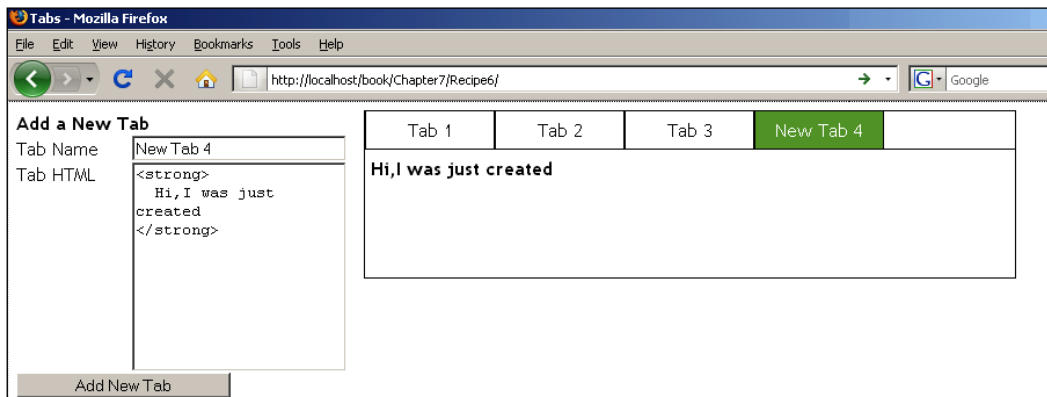 Tabs - Mozilla Firefox
File Edit View History Bookmarks Tools Help
http://localhost/book/Chapter7/Recipe6/
G Google
Add a New Tab
Tab Name New Tab 4
Tab HTML <strong>
Hi,I was just
created
</strong>
Add New Tab
Tab 1 Tab 2 Tab 3 New Tab 4
Hi,I was just created